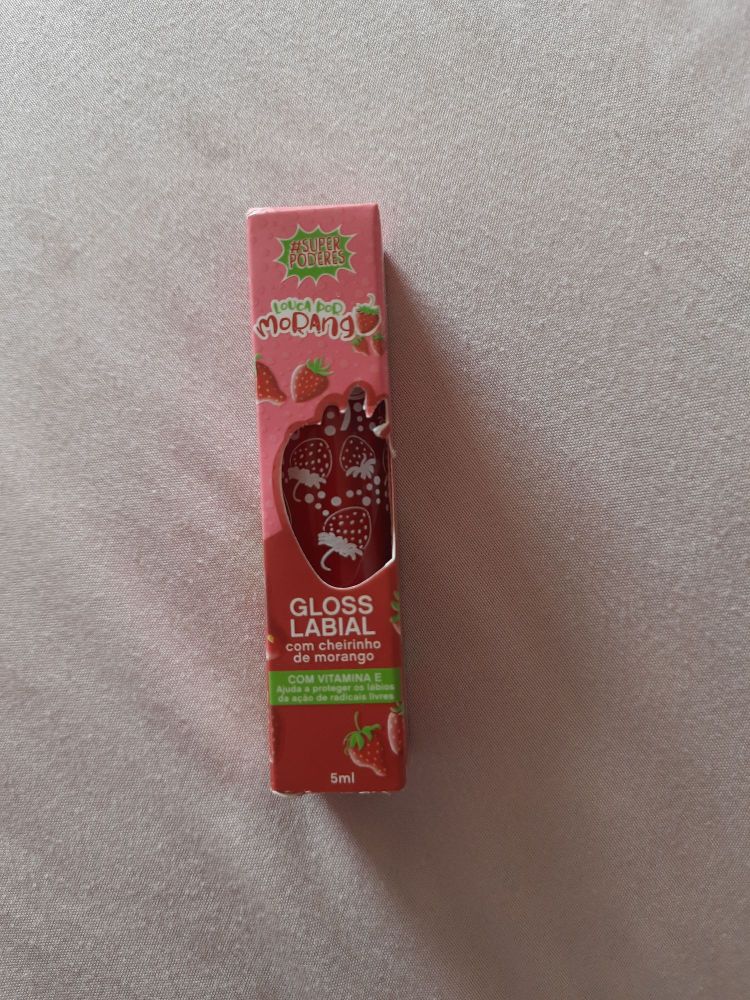 #SUPER
PODERES
LOUCA POR
MORANGO
GLOSS
LABIAL
com cheirinho
de morango
COM VITAMINA E
Ajuda a proteger os lábios
da ação de radicais livres
5ml